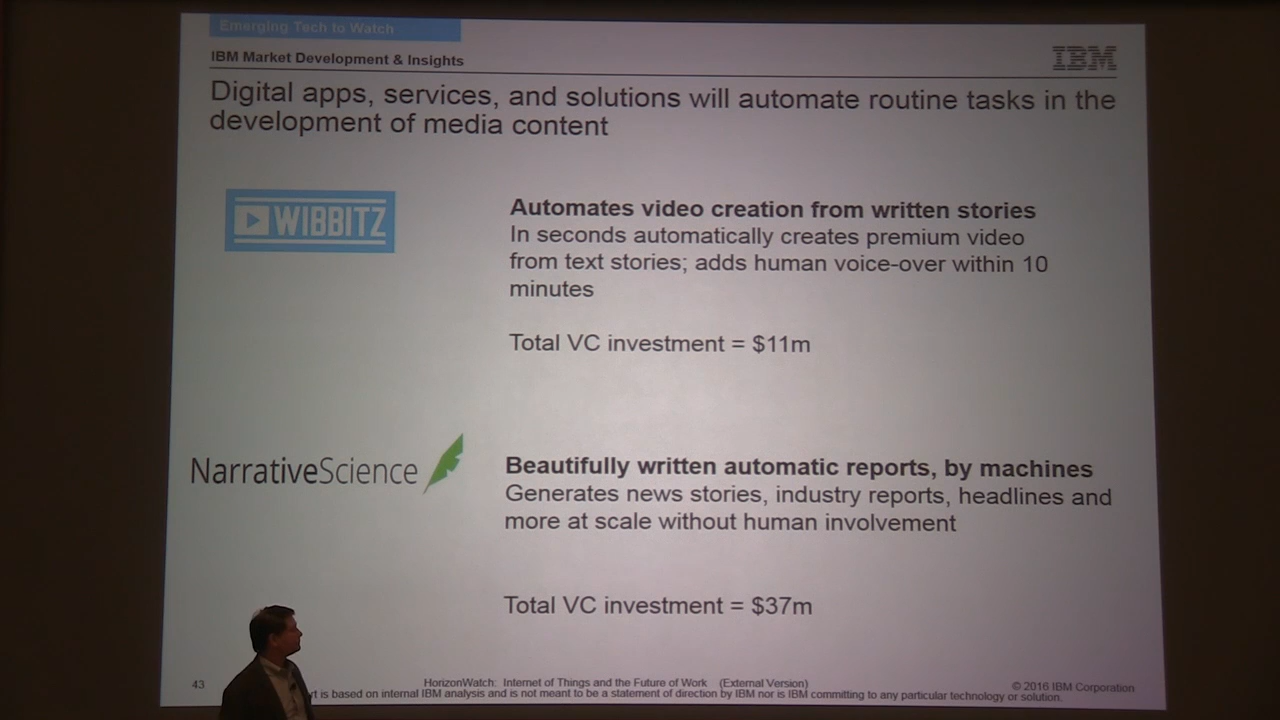 Emerging Tech to Watch
IBM Market Development & Insights
IBM
Digital apps, services, and solutions will automate routine tasks in the
development of media content
WIBBITZ
Automates video creation from written stories
In seconds automatically creates premium video
from text stories; adds human voice-over within 10
minutes
Total VC investment = $11m
NarrativeScience
Beautifully written automatic reports, by machines
Generates news stories, industry reports, headlines and
more at scale without human involvement
Total VC investment = $37m
43
HorizonWatch: Internet of Things and the Future of Work (External Version)
© 2016 IBM Corporation
is based on internal IBM analysis and is not meant to be a statement of direction by IBM nor is IBM committing to any particular technology or solution.